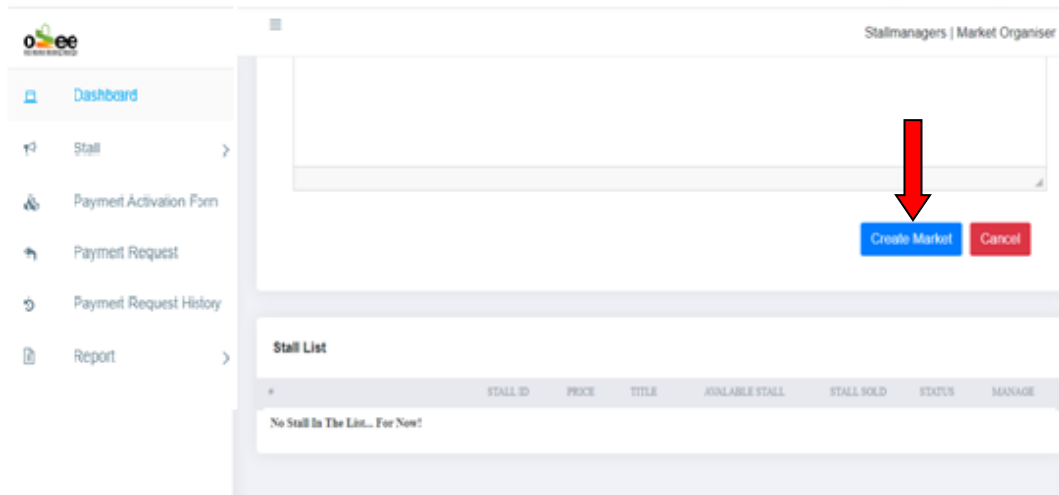 Stallmanagers | Market Organiser
Dashboard
Stall
Payment Activation Form
Payment Request
Payment Request History
Report
Create Market
Cancel
Stall List
# STALL ID PRICE TITLE AVALABLE STALL STALL SOLD STATUS MANAGE
No Stall In The List... For Now!